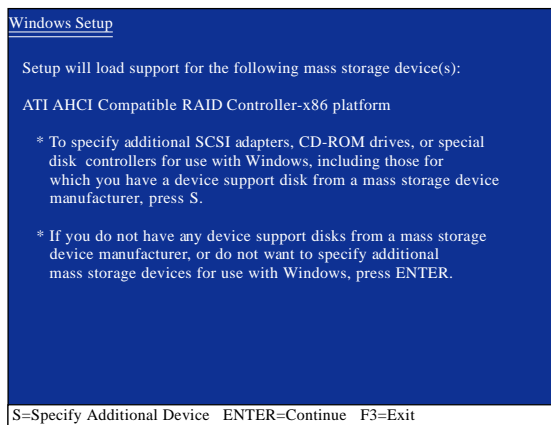 Windows Setup
Setup will load support for the following mass storage device(s):
ATI AHCI Compatible RAID Controller-x86 platform
* To specify additional SCSI adapters, CD-ROM drives, or special
disk controllers for use with Windows, including those for
which you have a device support disk from a mass storage device
manufacturer, press S.
* If you do not have any device support disks from a mass storage
device manufacturer, or do not want to specify additional
mass storage devices for use with Windows, press ENTER.
S=Specify Additional Device ENTER=Continue F3=Exit